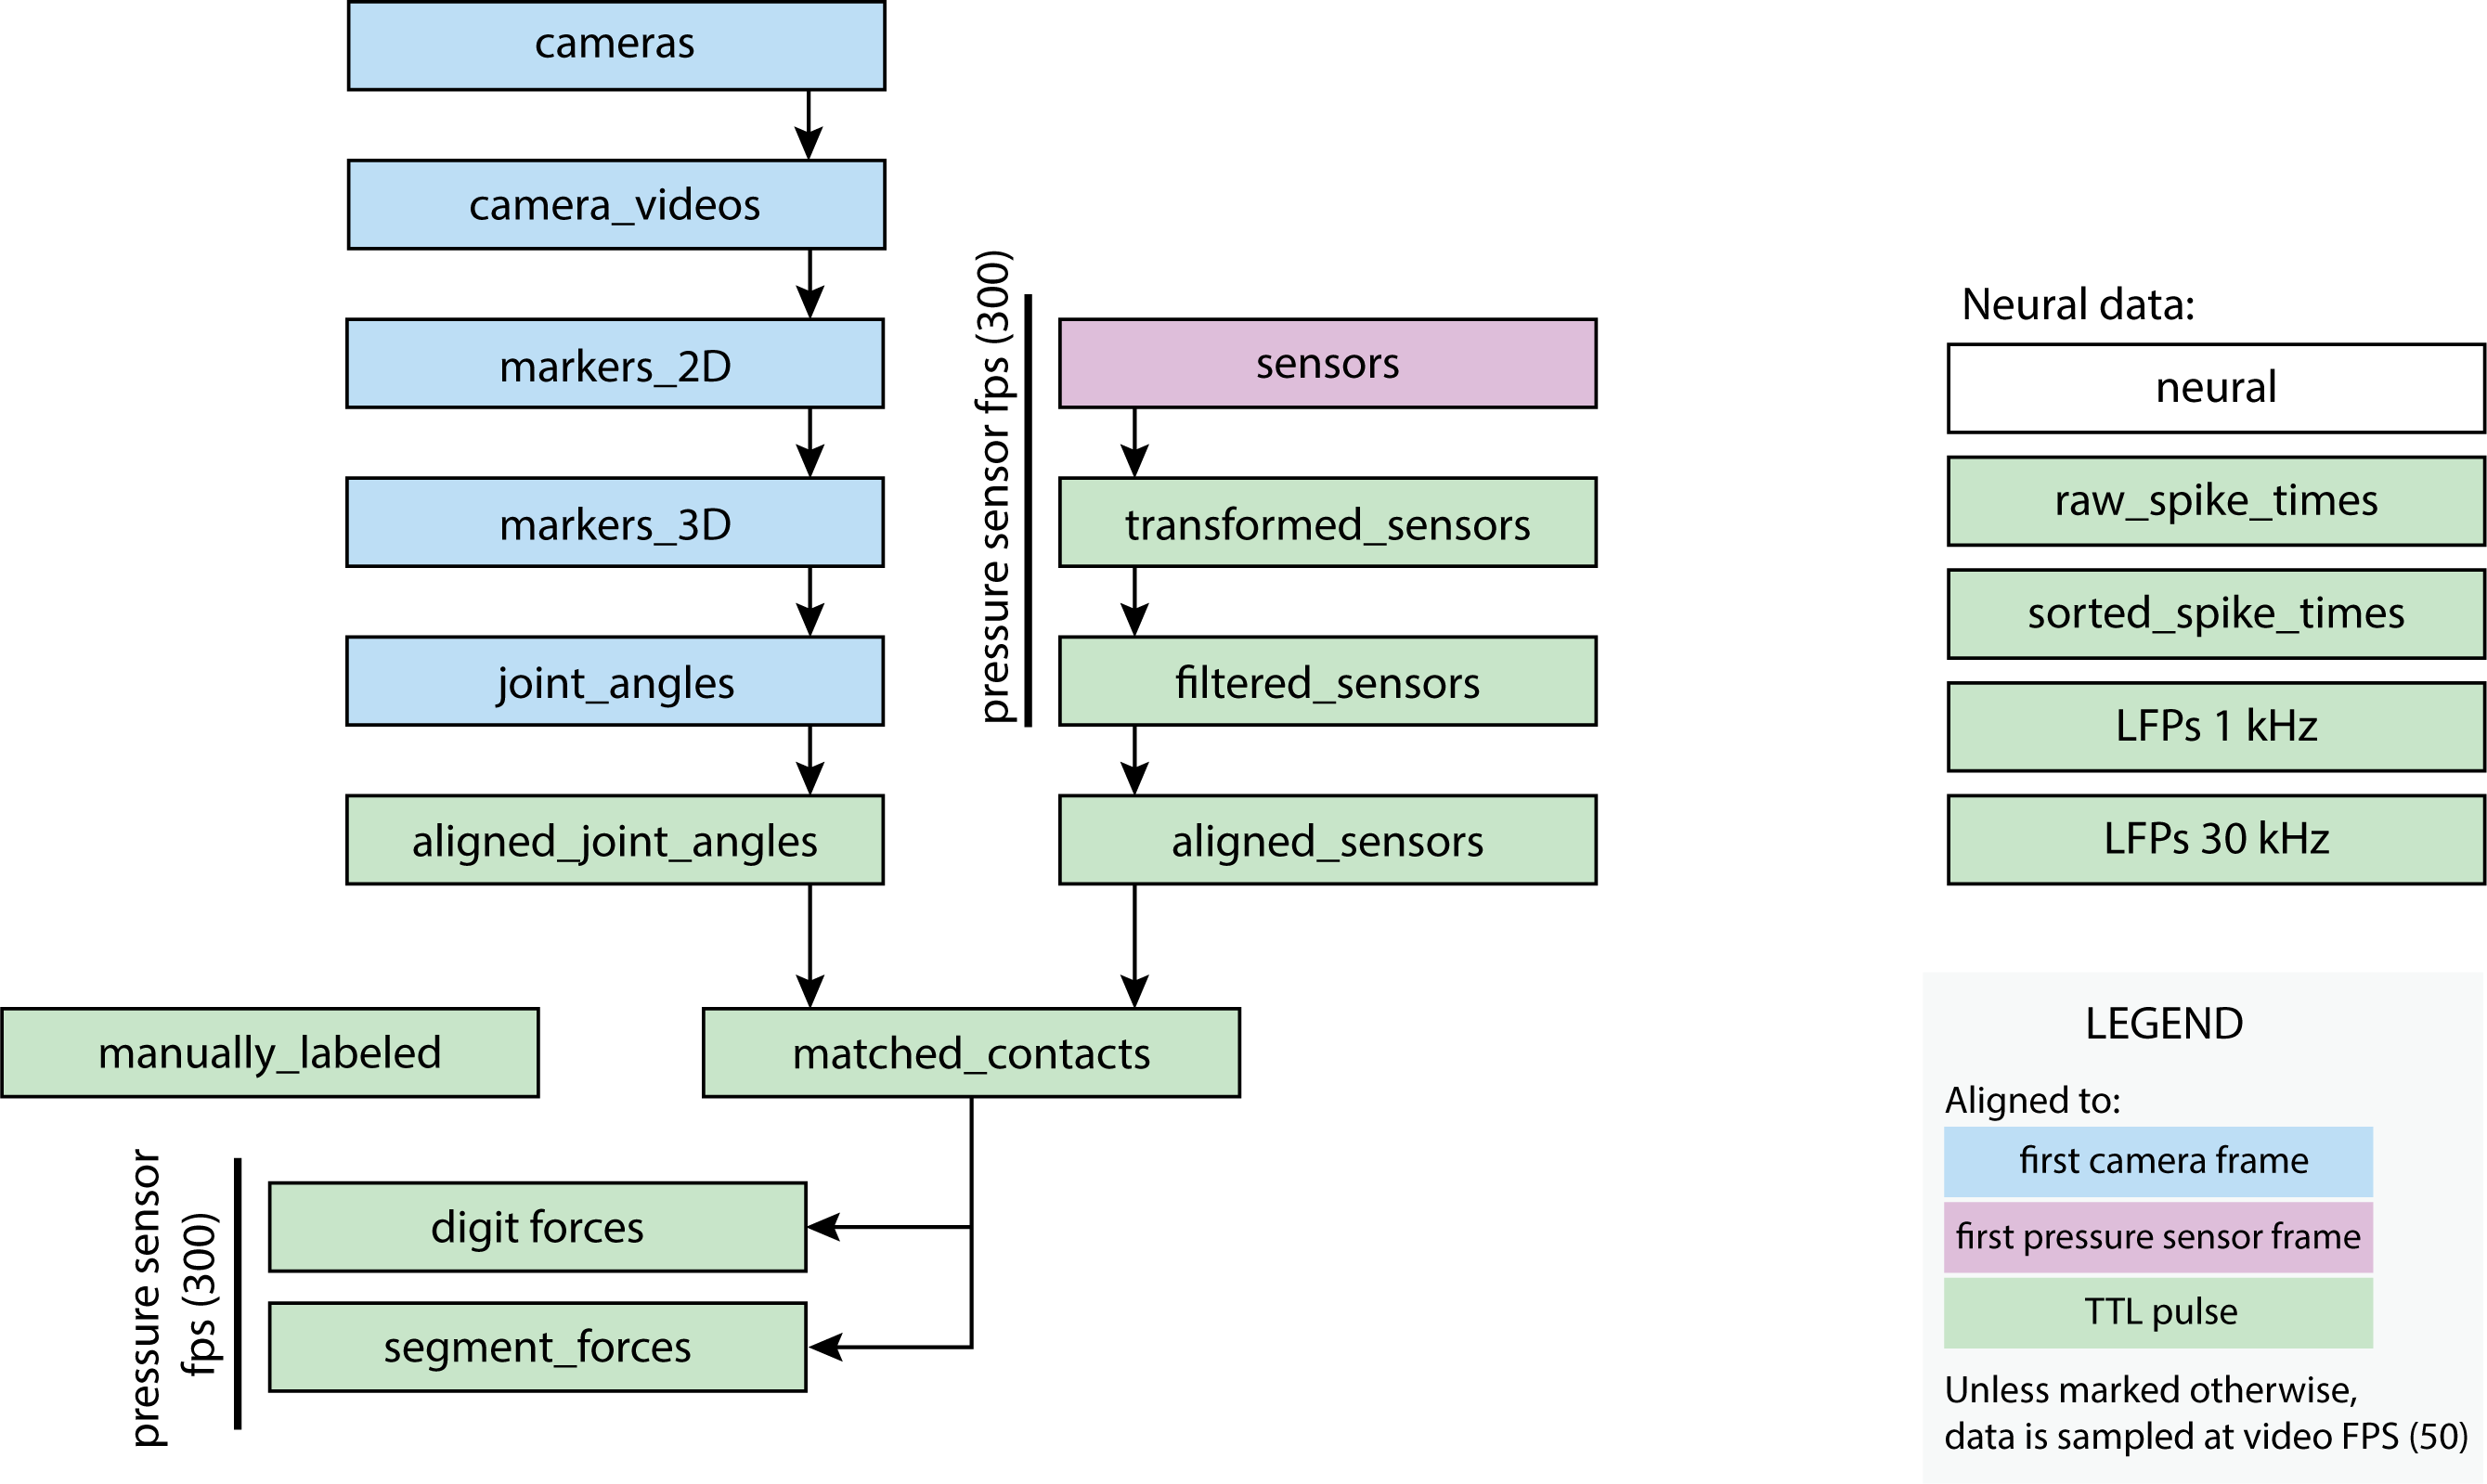 cameras
camera_videos
markers_2D
markers_3D
joint_angles
aligned_joint_angles
pressure sensor fps (300)
sensors
transformed_sensors
filtered_sensors
aligned_sensors
manually_labeled
matched_contacts
pressure sensor
fps (300)
digit forces
segment_forces
Neural data:
neural
raw_spike_times
sorted_spike_times
LFPs 1 kHz
LFPs 30 kHz
LEGEND
Aligned to:
first camera frame
first pressure sensor frame
TTL pulse
Unless marked otherwise,
data is sampled at video FPS (50)